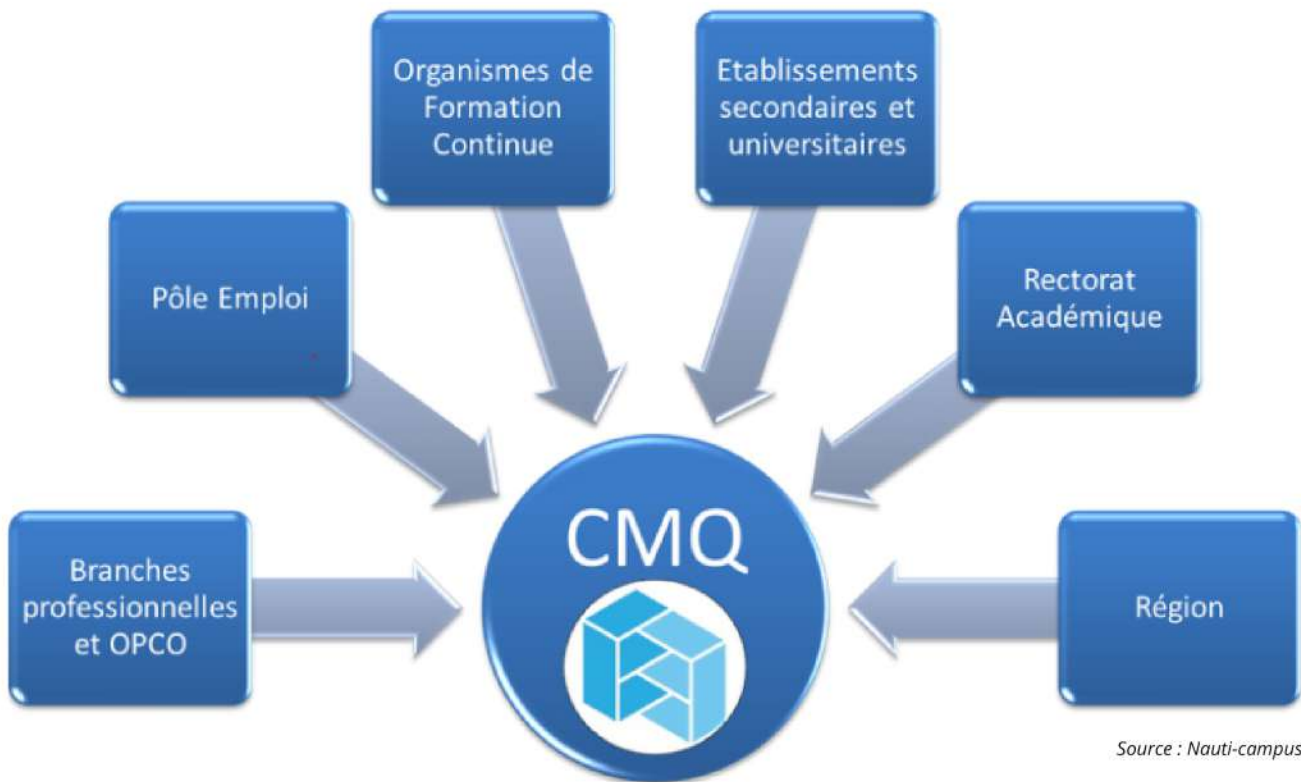 Organismes de
Formation
Continue
Etablissements
secondaires et
universitaires
Pôle Emploi
Rectorat
Académique
Branches
professionnelles
et OPCO
CMQ
Région
Source : Nauti-campus